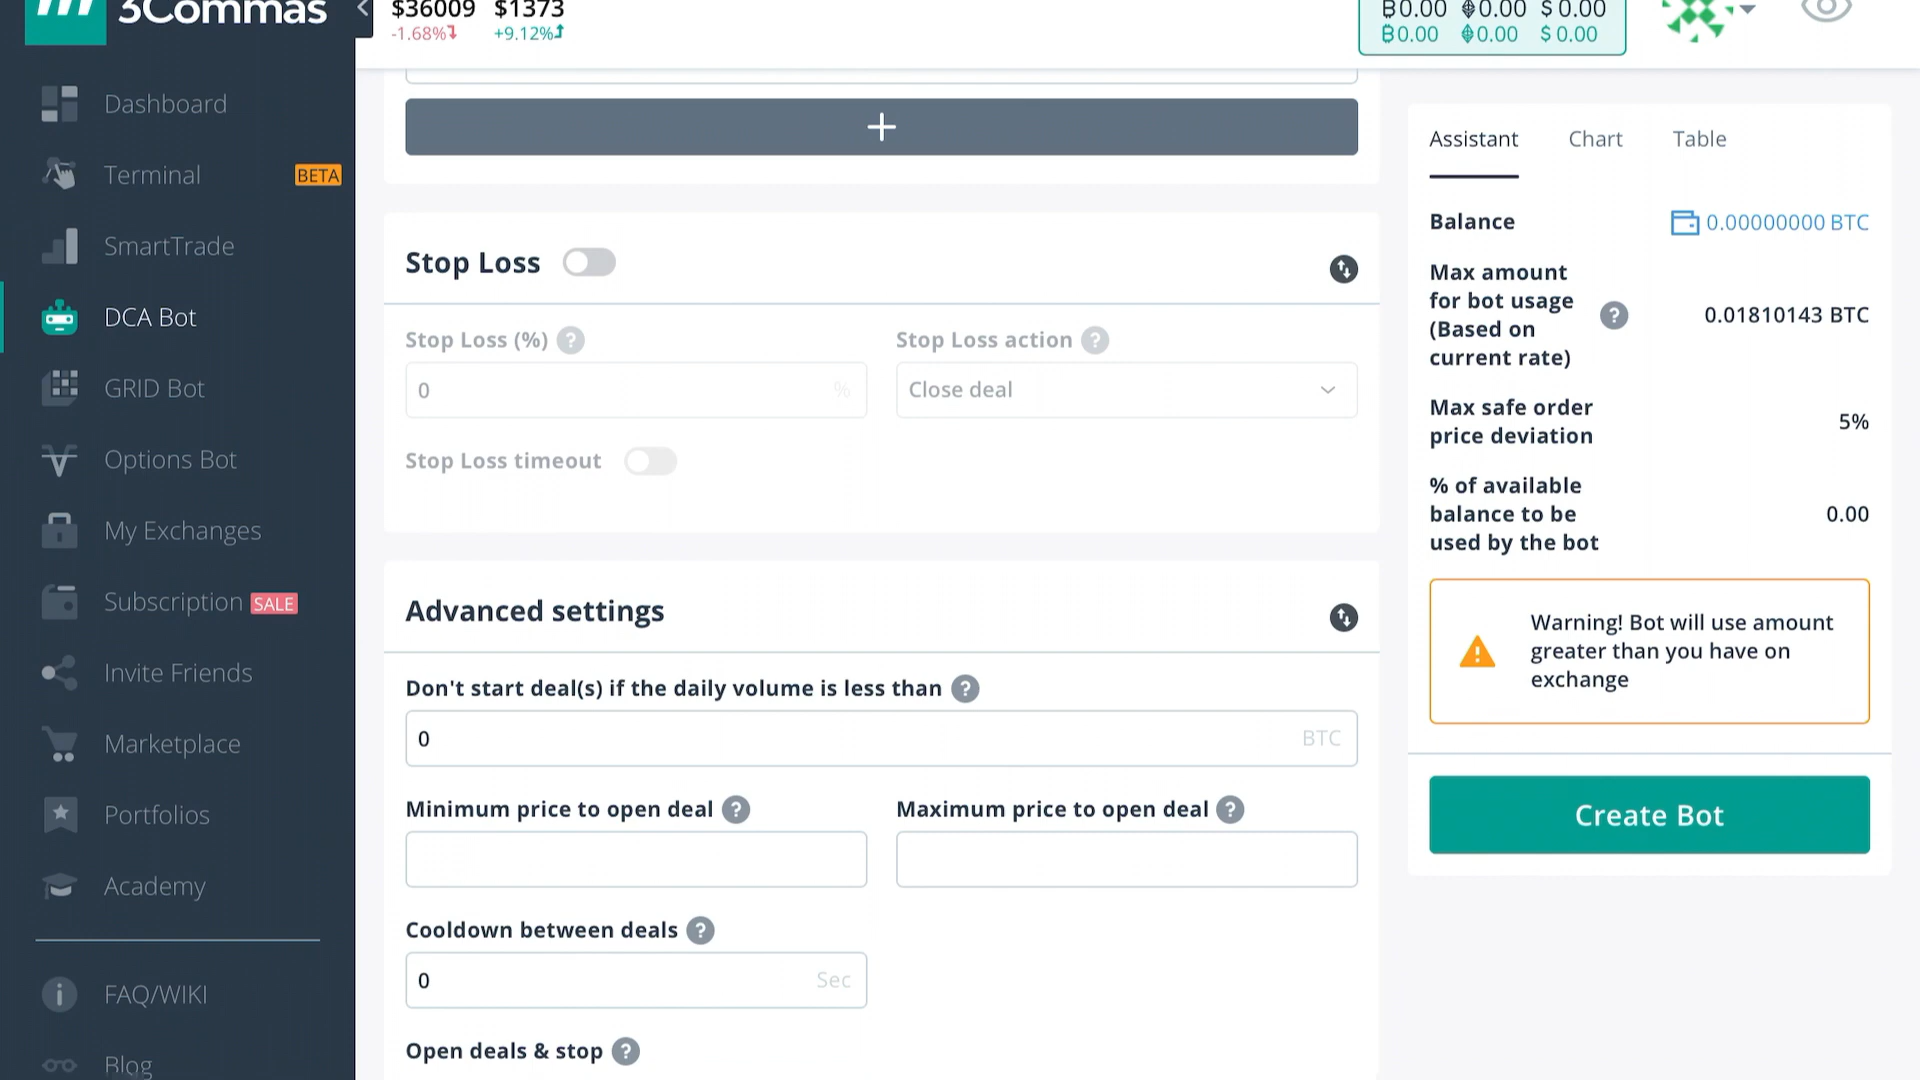 3Commas
$36009 $1373
-1.68% +9.12%
0.00 0.00 $ 0.00
0.00 0.00 $ 0.00
Dashboard
Terminal BETA
SmartTrade
DCA Bot
GRID Bot
Options Bot
My Exchanges
Subscription SALE
Invite Friends
Marketplace
Portfolios
Academy
FAQ/WIKI
Blog
+
Stop Loss
Stop Loss (%) ?
0 %
Stop Loss action ?
Close deal
Stop Loss timeout
Advanced settings
Don't start deal(s) if the daily volume is less than ?
0 BTC
Minimum price to open deal ?
Maximum price to open deal ?
Cooldown between deals ?
0 Sec
Open deals & stop ?
Assistant Chart Table
Balance 0.00000000 BTC
Max amount
for bot usage
(Based on
current rate) ? 0.01810143 BTC
Max safe order
price deviation 5%
% of available
balance to be
used by the bot 0.00
Warning! Bot will use amount
greater than you have on
exchange
Create Bot